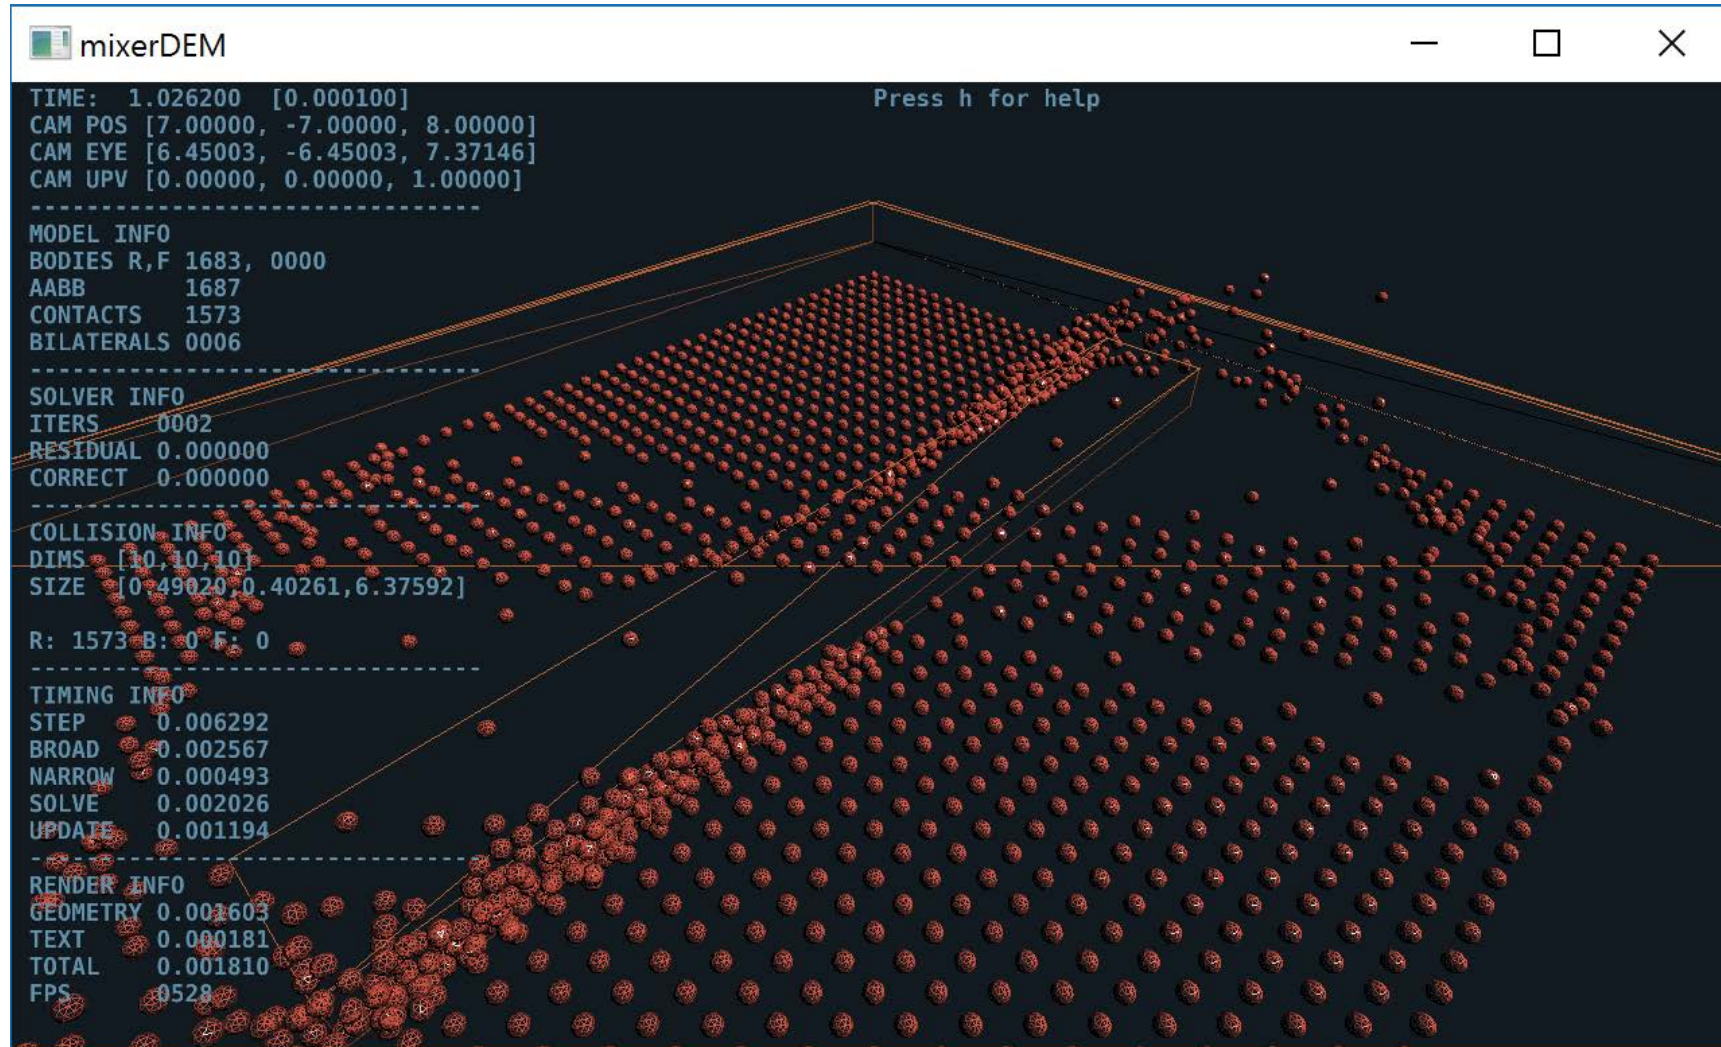 mixerDEM
TIME: 1.026200 [0.000100]
Press h for help
CAM POS [7.00000, -7.00000, 8.00000]
CAM EYE [6.45003, -6.45003, 7.37146]
CAM UPV [0.00000, 0.00000, 1.00000]
--------------------------------
MODEL INFO
BODIES R,F 1683, 0000
AABB 1687
CONTACTS 1573
BILATERALS 0006
--------------------------------
SOLVER INFO
ITERS 0002
RESIDUAL 0.000000
CORRECT 0.000000
--------------------------------
COLLISION INFO
DIMS [10,10,10]
SIZE [0.49020,0.40261,6.37592]
R: 1573 B: 0 F: 0
--------------------------------
TIMING INFO
STEP 0.006292
BROAD 0.002567
NARROW 0.000493
SOLVE 0.002026
UPDATE 0.001194
--------------------------------
RENDER INFO
GEOMETRY 0.001603
TEXT 0.000181
TOTAL 0.001810
FPS 0528